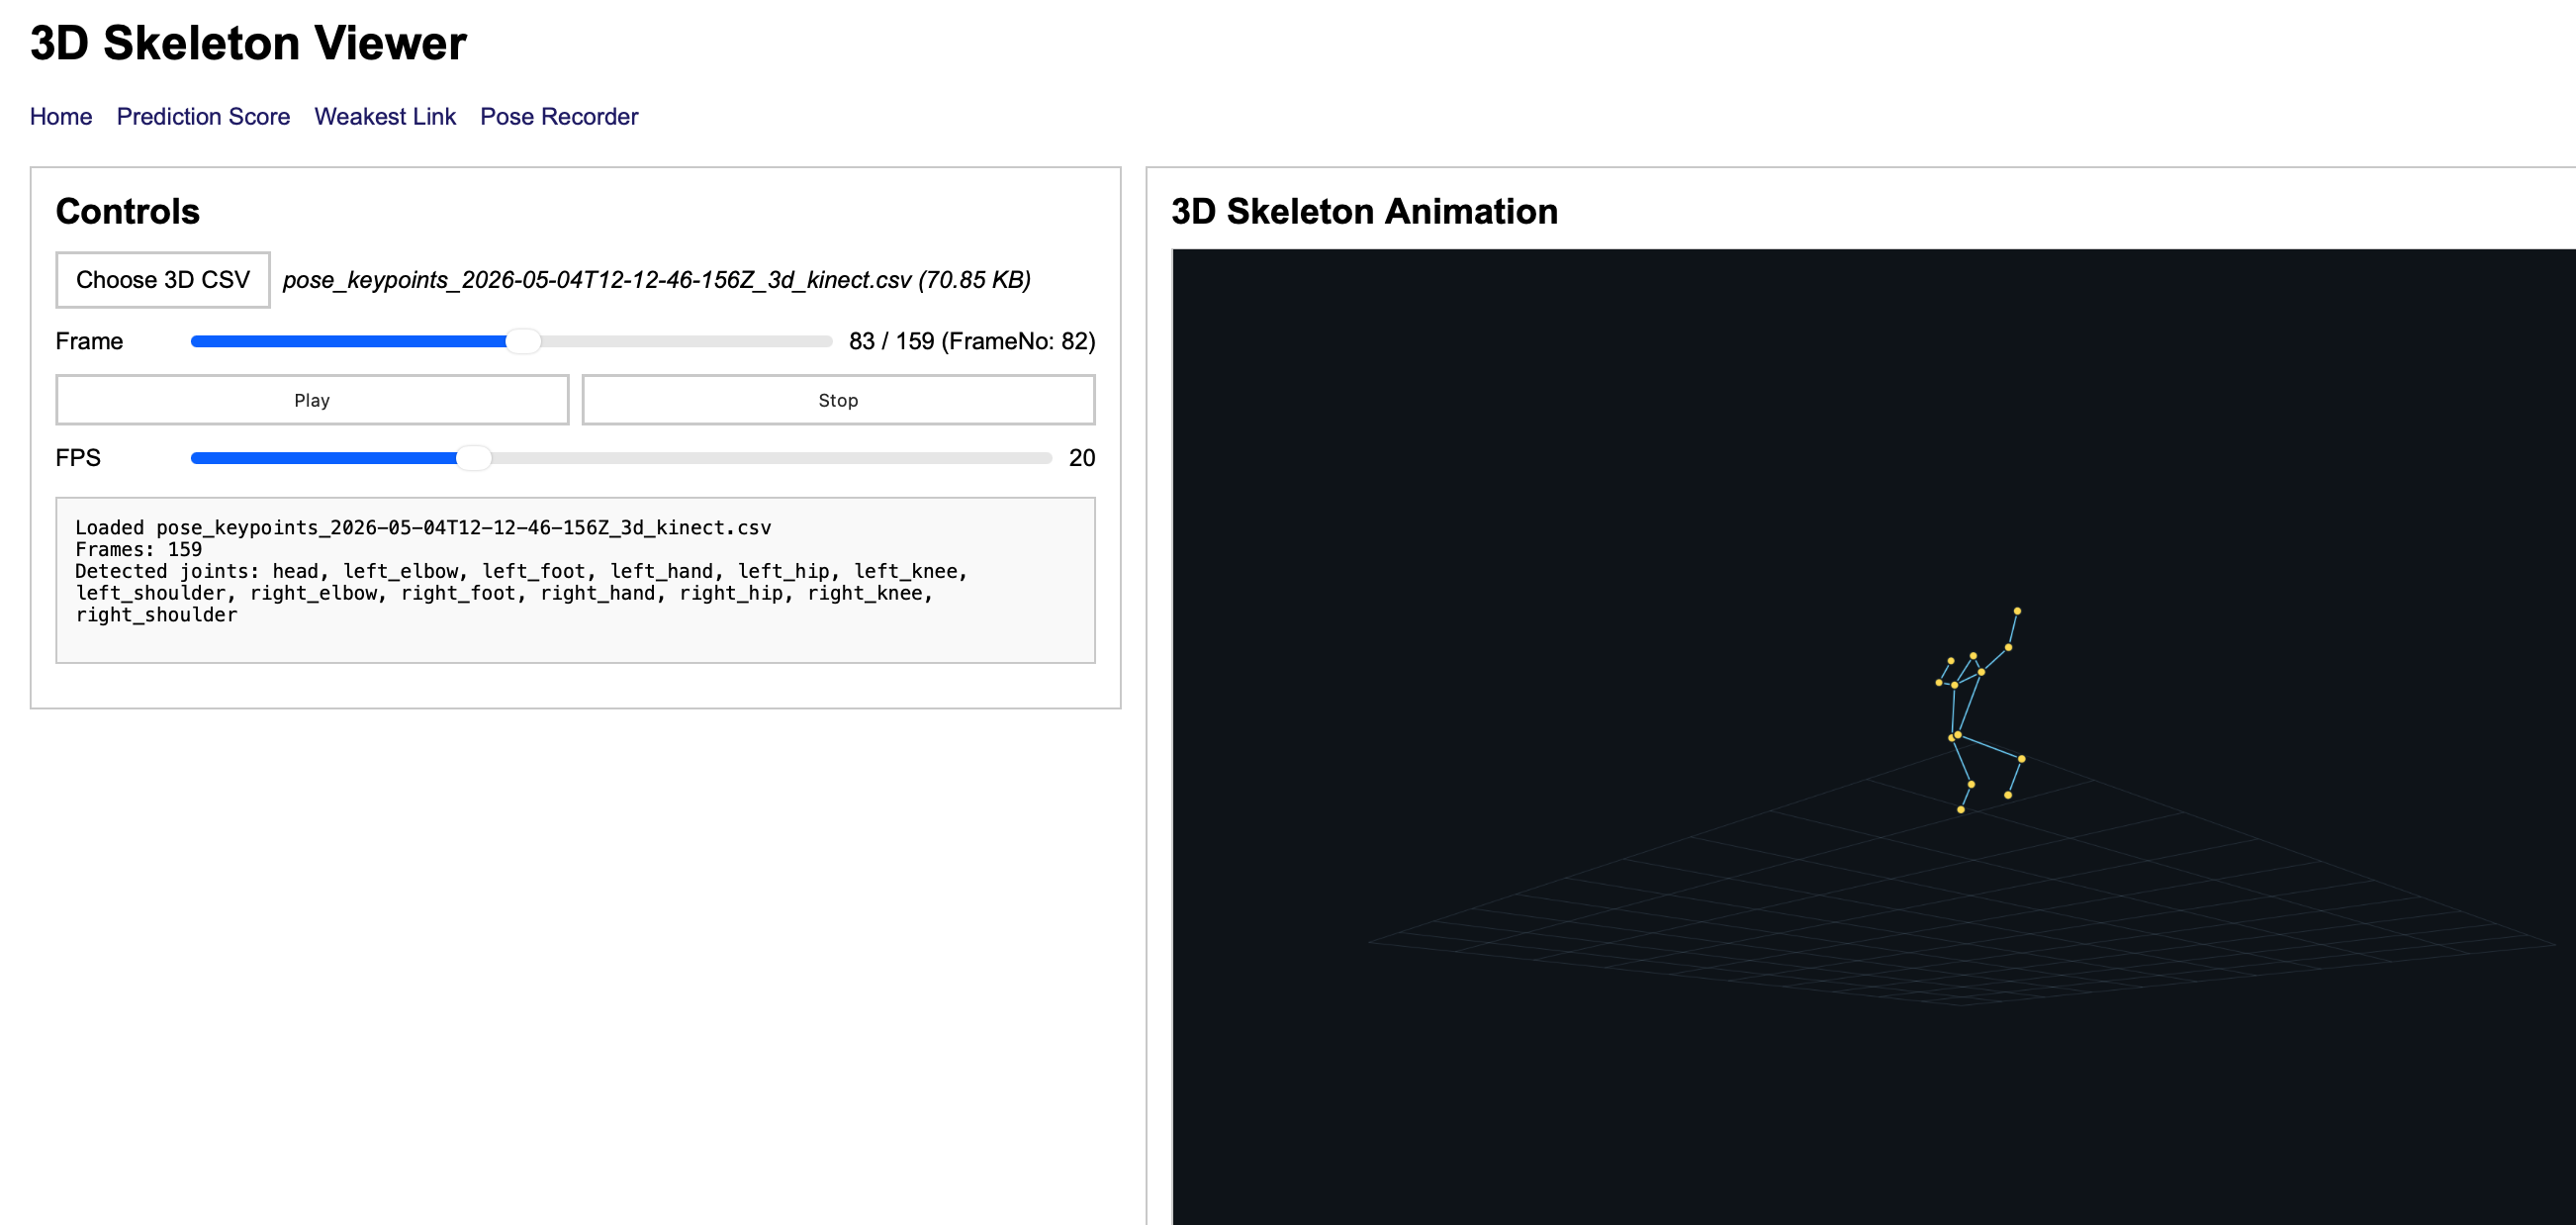 3D Skeleton Viewer
Home Prediction Score Weakest Link Pose Recorder
Controls
Choose 3D CSV pose_keypoints_2026-05-04T12-12-46-156Z_3d_kinect.csv (70.85 KB)
Frame 83 / 159 (FrameNo: 82)
Play Stop
FPS 20
Loaded pose_keypoints_2026-05-04T12-12-46-156Z_3d_kinect.csv
Frames: 159
Detected joints: head, left_elbow, left_foot, left_hand, left_hip, left_knee,
left_shoulder, right_elbow, right_foot, right_hand, right_hip, right_knee,
right_shoulder
3D Skeleton Animation